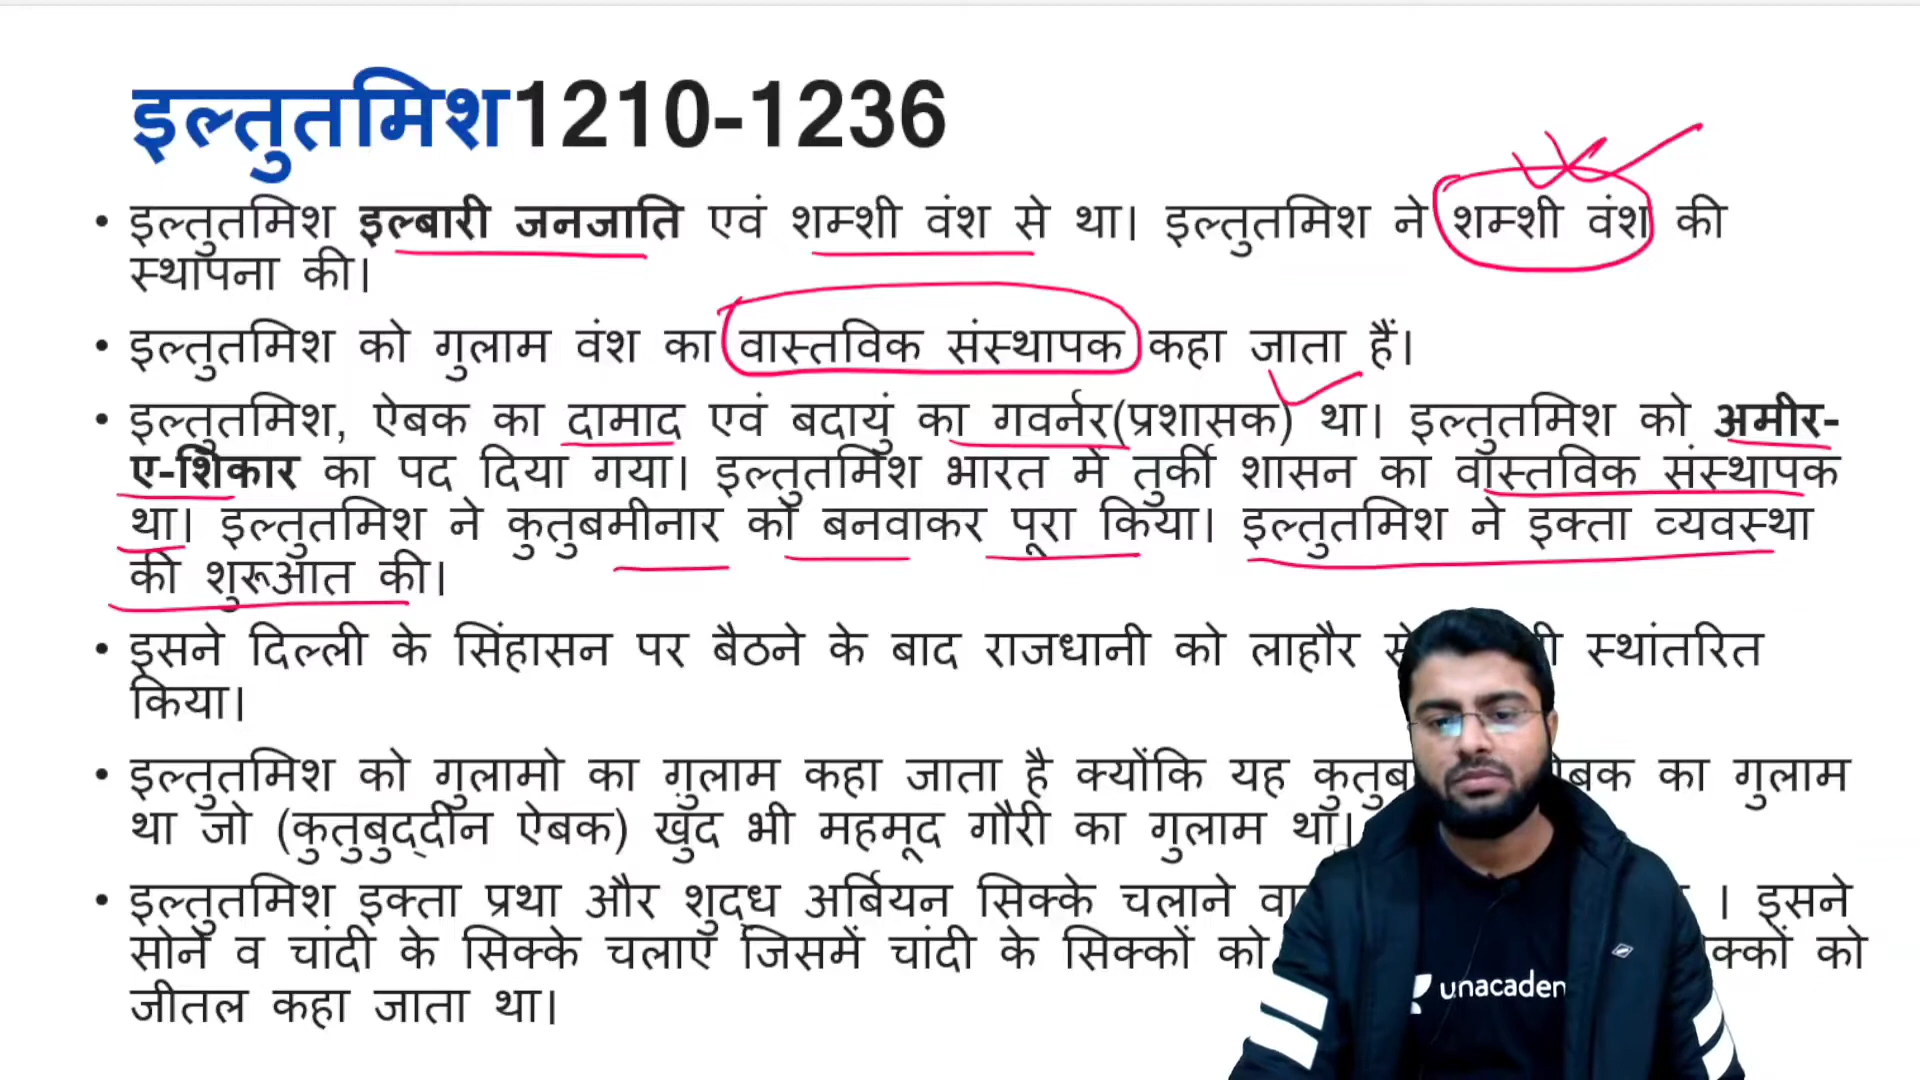 इल्तुतमिश1210-1236
• इल्तुतमिश इल्बारी जनजाति एवं शम्शी वंश से था। इल्तुतमिश ने शम्शी वंश की
स्थापना की।
• इल्तुतमिश को गुलाम वंश का वास्तविक संस्थापक कहा जाता हैं।
• इल्तुतमिश, ऐबक का दामाद एवं बदायुं का गवर्नर(प्रशासक) था। इल्तुतमिश को अमीर-
ए-शिकार का पद दिया गया। इल्तुतमिश भारत में तुर्की शासन का वास्तविक संस्थापक
था। इल्तुतमिश ने कुतुबमीनार को बनवाकर पूरा किया। इल्तुतमिश ने इक्ता व्यवस्था
की शुरूआत की।
• इसने दिल्ली के सिंहासन पर बैठने के बाद राजधानी को लाहौर स्थांतरित
किया।
• इल्तुतमिश को गुलामो का ग़ुलाम कहा जाता है क्योंकि यह का गुलाम
था जो (कुतुबुद्दीन ऐबक) खुद भी महमूद गौरी का गुलाम था।
• इल्तुतमिश इक्ता प्रथा और शुद्ध अर्बियन सिक्के चलाने । इसने
सोने व चांदी के सिक्के चलाए जिसमें चांदी के सिक्कों को को
जीतल कहा जाता था।
unacadem